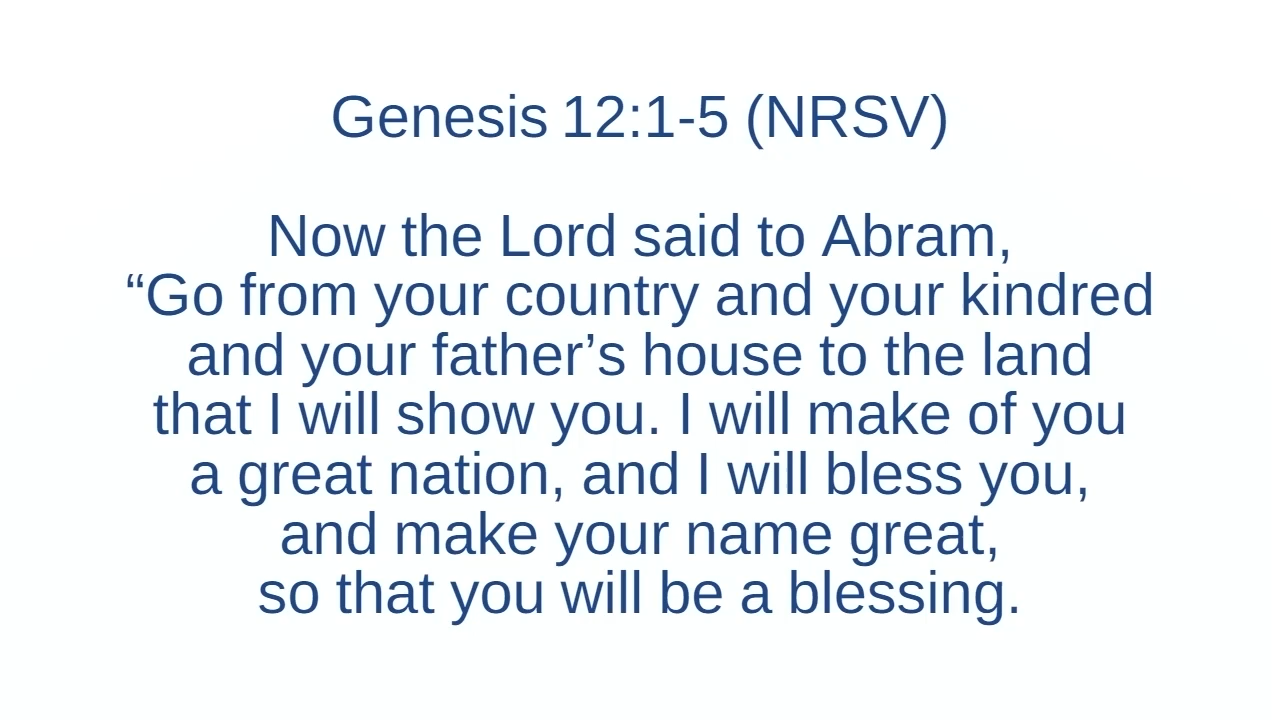 Genesis 12:1-5 (NRSV)
Now the Lord said to Abram,
“Go from your country and your kindred
and your father’s house to the land
that I will show you. I will make of you
a great nation, and I will bless you,
and make your name great,
so that you will be a blessing.